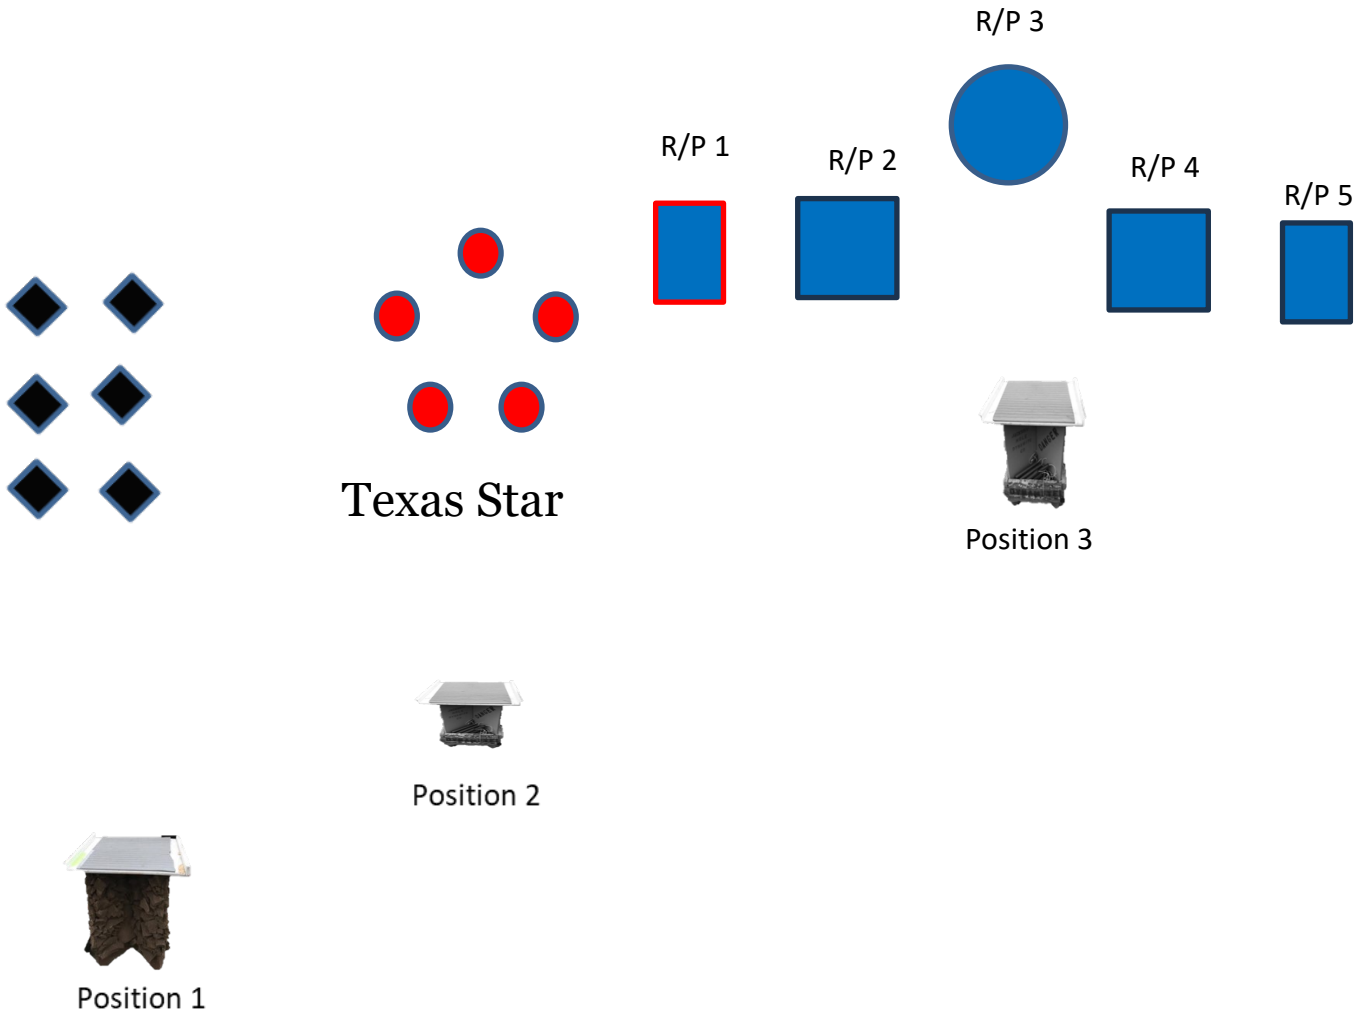 R/P 3
R/P 1
R/P 2
R/P 4
R/P 5
Texas Star
Position 3
Position 2
Position 1